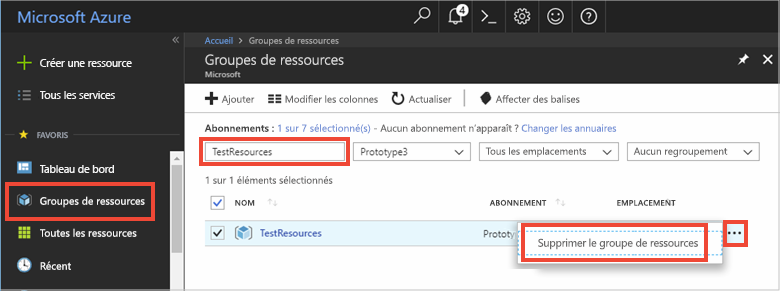 Microsoft Azure
4
Créer une ressource
Tous les services
FAVORIS
Tableau de bord
Groupes de ressources
Toutes les ressources
Récent
Accueil > Groupes de ressources
Groupes de ressources
Microsoft
Ajouter Modifier les colonnes Actualiser Affecter des balises
Abonnements : 1 sur 7 sélectionné(s) - Aucun abonnement n'apparaît ? Changer les annuaires
TestResources Prototype3 Tous les emplacements Aucun regroupement
1 sur 1 éléments sélectionnés
NOM ABONNEMENT EMPLACEMENT
TestResources Prototyp
Supprimer le groupe de ressources